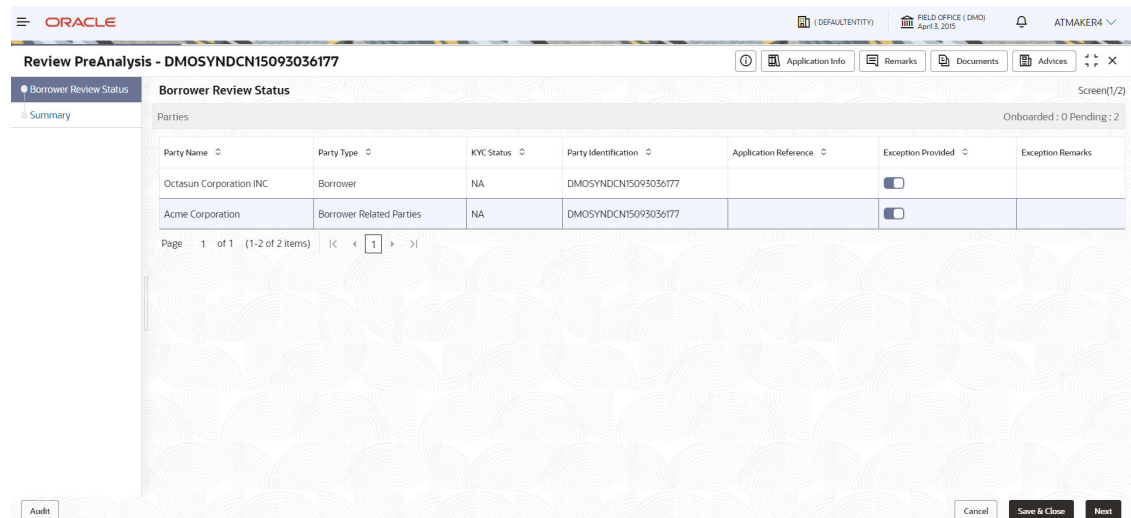 ORACLE
( DEFAULTENTITY)
FIELD OFFICE ( DMO)
April 3, 2015
ATMAKER4
Review PreAnalysis - DMOSYNDCN15093036177
Application Info
Remarks
Documents
Advices
Borrower Review Status
Summary
Borrower Review Status
Screen(1/2)
Parties
Onboarded : 0 Pending : 2
Party Name Party Type KYC Status Party Identification Application Reference Exception Provided Exception Remarks
Octasun Corporation INC Borrower NA DMOSYNDCN15093036177
Acme Corporation Borrower Related Parties NA DMOSYNDCN15093036177
Page 1 of 1 (1-2 of 2 items) 1
Audit
Cancel
Save & Close
Next